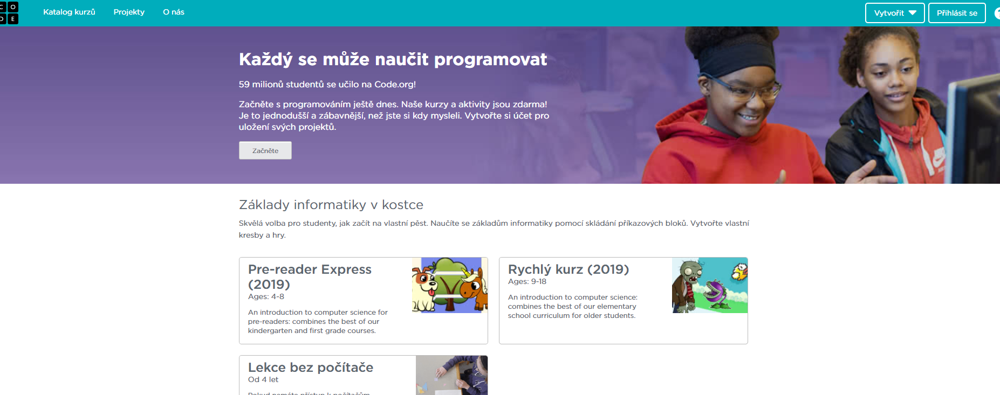 C O
D E
Katalog kurzů Projekty O nás Vytvořit Přihlásit se
Každý se může naučit programovat
59 milionů studentů se učilo na Code.org!
Začněte s programováním ještě dnes. Naše kurzy a aktivity jsou zdarma!
Je to jednodušší a zábavnější, než jste si kdy mysleli. Vytvořte si účet pro
uložení svých projektů.
Začněte
Základy informatiky v kostce
Skvělá volba pro studenty, jak začít na vlastní pěst. Naučíte se základům informatiky pomocí skládání příkazových bloků. Vytvořte vlastní
kresby a hry.
Pre-reader Express
(2019)
Ages: 4-8
An introduction to computer science for
pre-readers: combines the best of our
kindergarten and first grade courses.
Rychlý kurz (2019)
Ages: 9-18
An introduction to computer science:
combines the best of our elementary
school curriculum for older students.
Lekce bez počítače
Od 4 let
Pokud nemáte přístup k počítačům